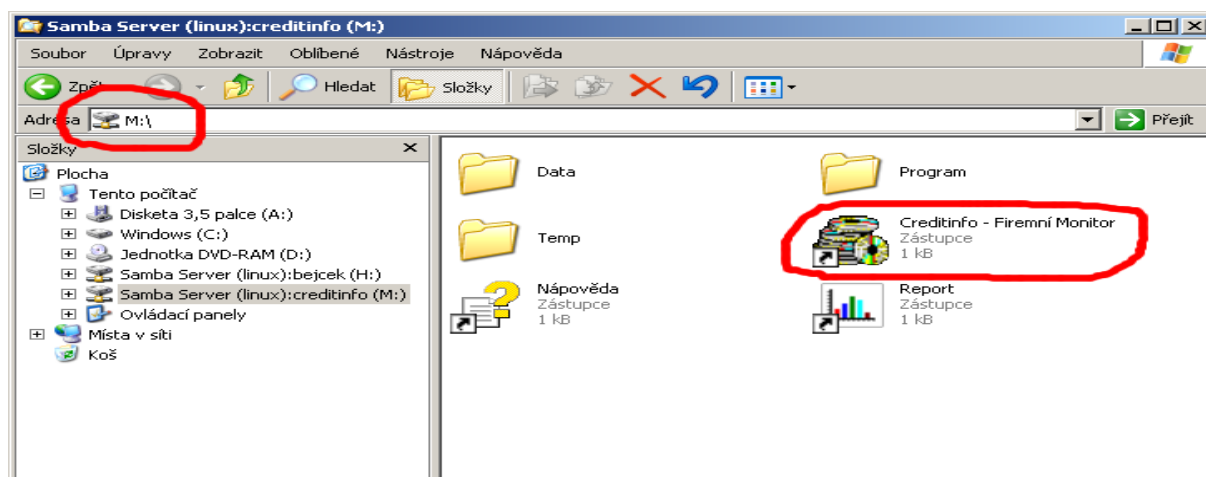 Samba Server (linux):creditinfo (M:)
Soubor Úpravy Zobrazit Oblíbené Nástroje Nápověda
Zpět Hledat Složky
Adresa M:\ Přejít
Složky
Plocha
Tento počítač
Disketa 3,5 palce (A:)
Windows (C:)
Jednotka DVD-RAM (D:)
Samba Server (linux):bejcek (H:)
Samba Server (linux):creditinfo (M:)
Ovládací panely
Místa v síti
Koš
Data
Program
Temp
Creditinfo - Firemní Monitor
Zástupce
1 kB
Nápověda
Zástupce
1 kB
Report
Zástupce
1 kB